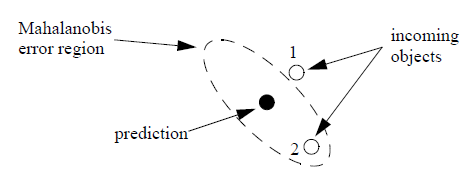 Mahalanobis
error region
1
incoming
objects
prediction
2